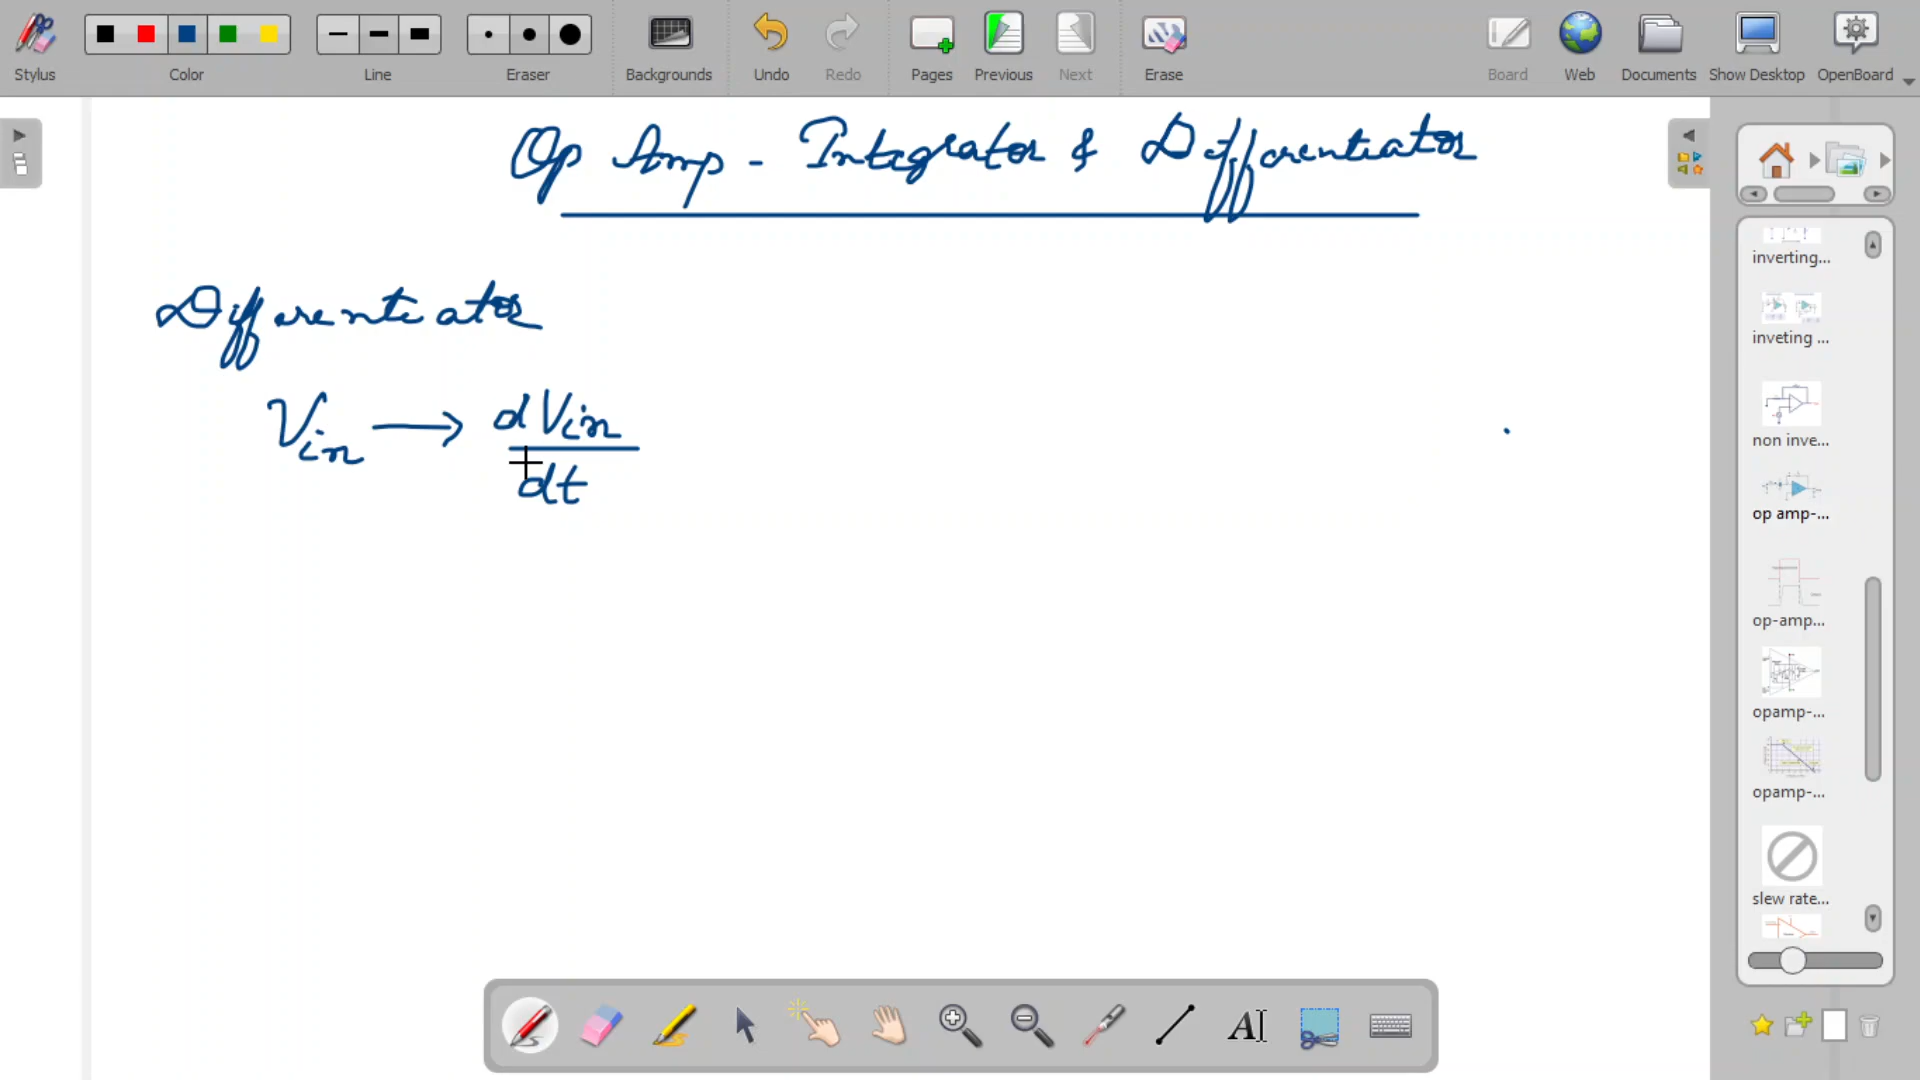 Stylus Color Line Eraser Backgrounds Undo Redo Pages Previous Next Erase Board Web Documents Show Desktop OpenBoard
Op Amp - Integrator & Differentiator
Differentiator
Vin → dVin
dt
inverting...
inveting ...
non inve...
op amp-...
op-amp...
opamp-...
opamp-...
slew rate...